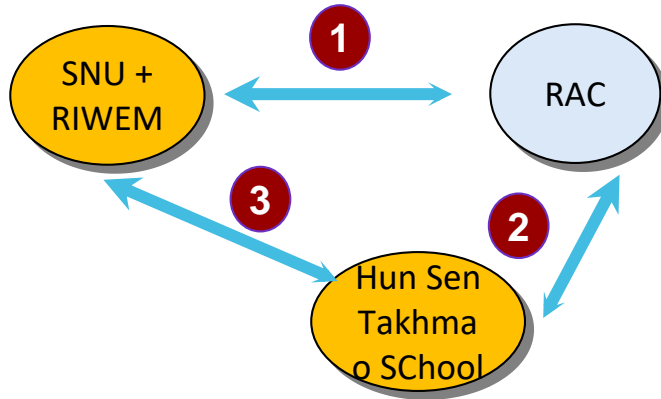 1
SNU +
RIWEM
RAC
3
2
Hun Sen
Takhma
o SChool